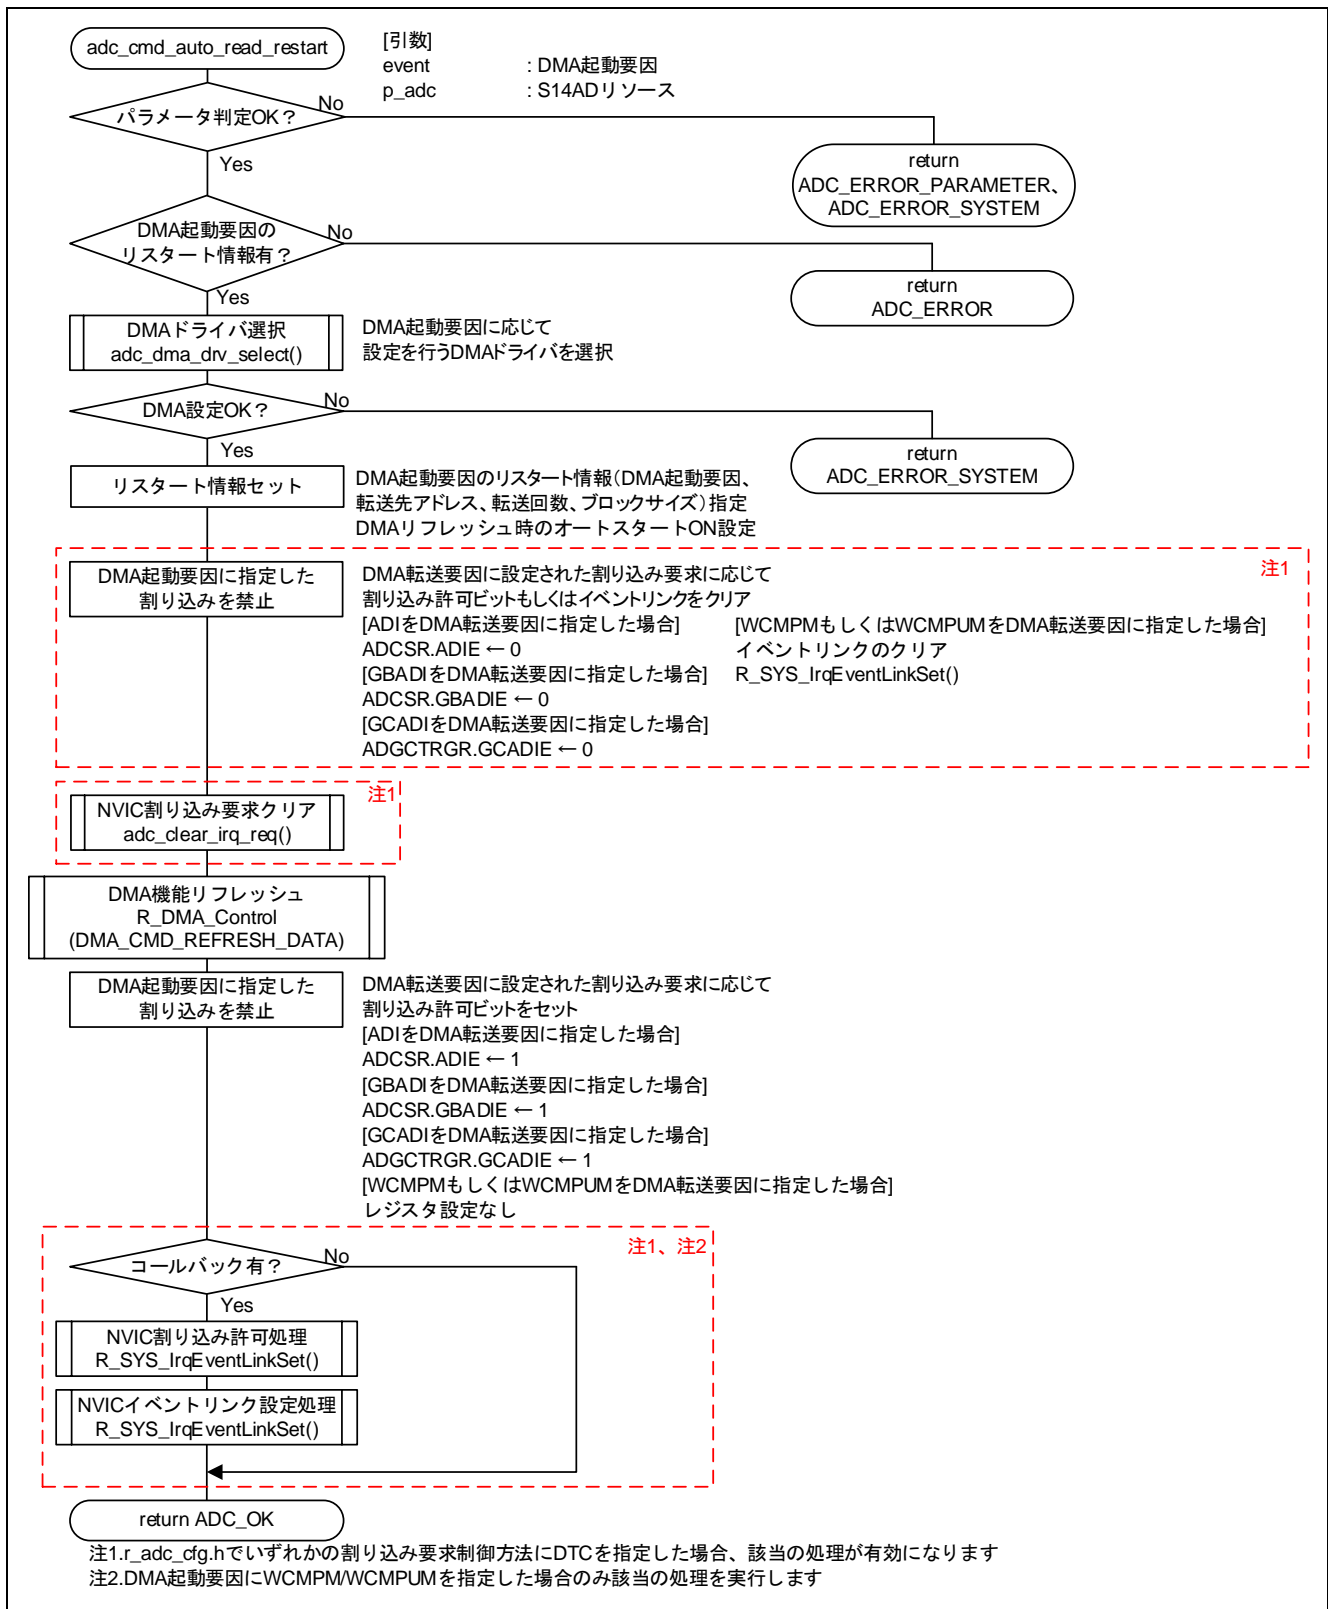 adc_cmd_auto_read_restart
[引数]
event : DMA起動要因
p_adc : S14ADリソース
パラメータ判定OK？
No
Yes
return
ADC_ERROR_PARAMETER、
ADC_ERROR_SYSTEM
DMA起動要因の
リスタート情報有？
No
Yes
return
ADC_ERROR
DMAドライバ選択
adc_dma_drv_select()
DMA起動要因に応じて
設定を行うDMAドライバを選択
DMA設定OK？
No
Yes
return
ADC_ERROR_SYSTEM
リスタート情報セット
DMA起動要因のリスタート情報（DMA起動要因、
転送先アドレス、転送回数、ブロックサイズ）指定
DMAリフレッシュ時のオートスタートON設定
注1
DMA起動要因に指定した
割り込みを禁止
DMA転送要因に設定された割り込み要求に応じて
割り込み許可ビットもしくはイベントリンクをクリア
[ADIをDMA転送要因に指定した場合]
ADCSR.ADIE ← 0
[GBADIをDMA転送要因に指定した場合]
ADCSR.GBADIE ← 0
[GCADIをDMA転送要因に指定した場合]
ADGCTRGR.GCADIE ← 0
[WCMPMもしくはWCMPUMをDMA転送要因に指定した場合]
イベントリンクのクリア
R_SYS_IrqEventLinkSet()
注1
NVIC割り込み要求クリア
adc_clear_irq_req()
DMA機能リフレッシュ
R_DMA_Control
(DMA_CMD_REFRESH_DATA)
DMA起動要因に指定した
割り込みを禁止
DMA転送要因に設定された割り込み要求に応じて
割り込み許可ビットをセット
[ADIをDMA転送要因に指定した場合]
ADCSR.ADIE ← 1
[GBADIをDMA転送要因に指定した場合]
ADCSR.GBADIE ← 1
[GCADIをDMA転送要因に指定した場合]
ADGCTRGR.GCADIE ← 1
[WCMPMもしくはWCMPUMをDMA転送要因に指定した場合]
レジスタ設定なし
注1、注2
コールバック有？
No
Yes
NVIC割り込み許可処理
R_SYS_IrqEventLinkSet()
NVICイベントリンク設定処理
R_SYS_IrqEventLinkSet()
return ADC_OK
注1.r_adc_cfg.hでいずれかの割り込み要求制御方法にDTCを指定した場合、該当の処理が有効になります
注2.DMA起動要因にWCMPM/WCMPUMを指定した場合のみ該当の処理を実行します